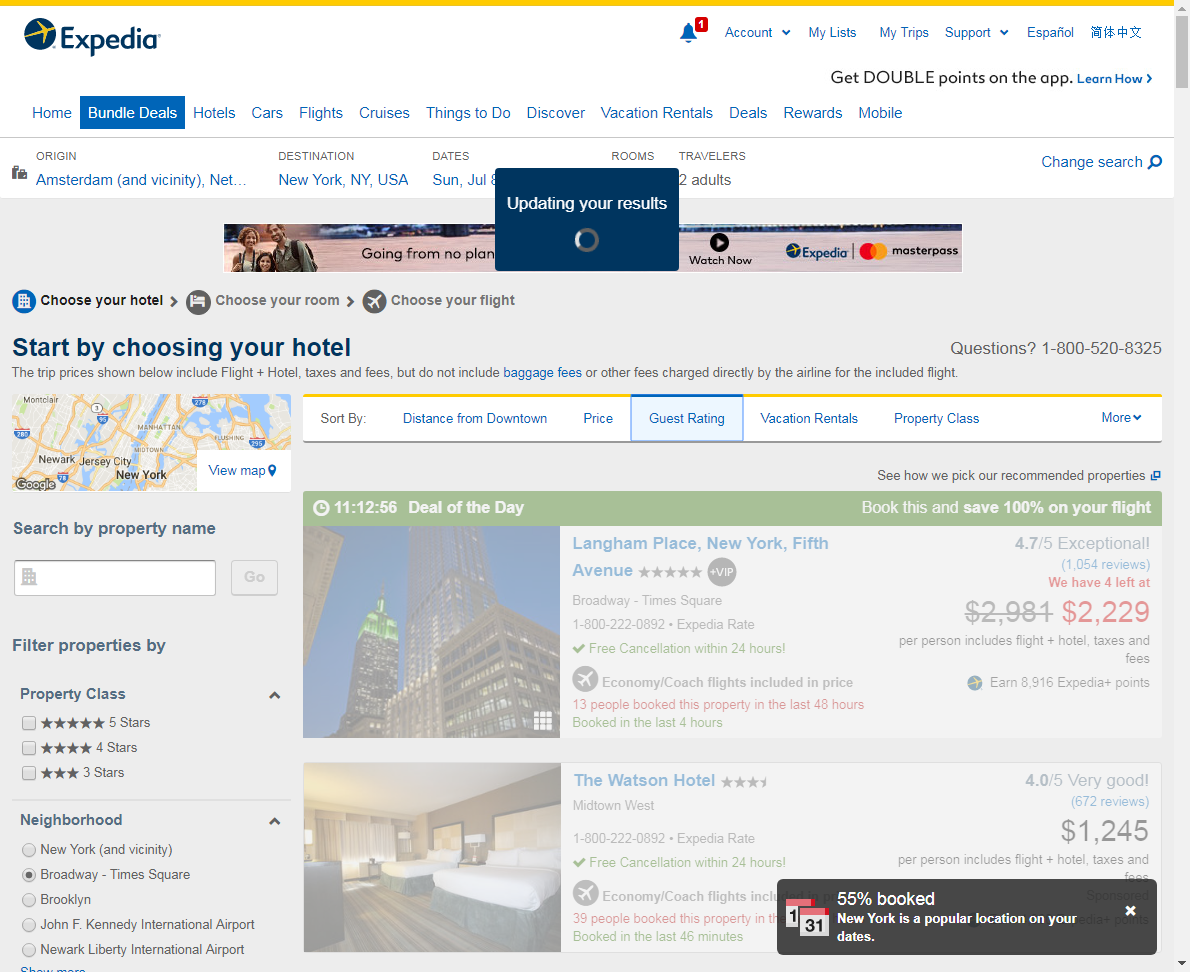 Expedia
1
Account
My Lists
My Trips
Support
Español
简体中文
Get DOUBLE points on the app. Learn How
Home
Bundle Deals
Hotels
Cars
Flights
Cruises
Things to Do
Discover
Vacation Rentals
Deals
Rewards
Mobile
ORIGIN
Amsterdam (and vicinity), Net...
DESTINATION
New York, NY, USA
DATES
Sun, Jul
ROOMS
TRAVELERS
2 adults
Change search
Updating your results
Going from no plan
Watch Now
Expedia
masterpass
Choose your hotel
Choose your room
Choose your flight
Start by choosing your hotel
Questions? 1-800-520-8325
The trip prices shown below include Flight + Hotel, taxes and fees, but do not include baggage fees or other fees charged directly by the airline for the included flight.
Montclair
3
278
95
280
MANHATTAN
FLUSHING
295
MIDTOWN
Newark
Jersey City
New York
78
Google
View map
Sort By:
Distance from Downtown
Price
Guest Rating
Vacation Rentals
Property Class
More
See how we pick our recommended properties
Search by property name
Go
Filter properties by
Property Class
5 Stars
4 Stars
3 Stars
Neighborhood
New York (and vicinity)
Broadway - Times Square
Brooklyn
John F. Kennedy International Airport
Newark Liberty International Airport
Show more
11:12:56 Deal of the Day
Book this and save 100% on your flight
Langham Place, New York, Fifth
Avenue
+VIP
Broadway - Times Square
1-800-222-0892 • Expedia Rate
Free Cancellation within 24 hours!
Economy/Coach flights included in price
13 people booked this property in the last 48 hours
Booked in the last 4 hours
4.7/5 Exceptional!
(1,054 reviews)
We have 4 left at
$2,981 $2,229
per person includes flight + hotel, taxes and
fees
Earn 8,916 Expedia+ points
The Watson Hotel
Midtown West
1-800-222-0892 • Expedia Rate
Free Cancellation within 24 hours!
Economy/Coach flights included in
39 people booked this property in the
Booked in the last 46 minutes
4.0/5 Very good!
(672 reviews)
$1,245
per person includes flight + hotel, taxes and
fees
Sponsored
points
1
31
55% booked
New York is a popular location on your
dates.